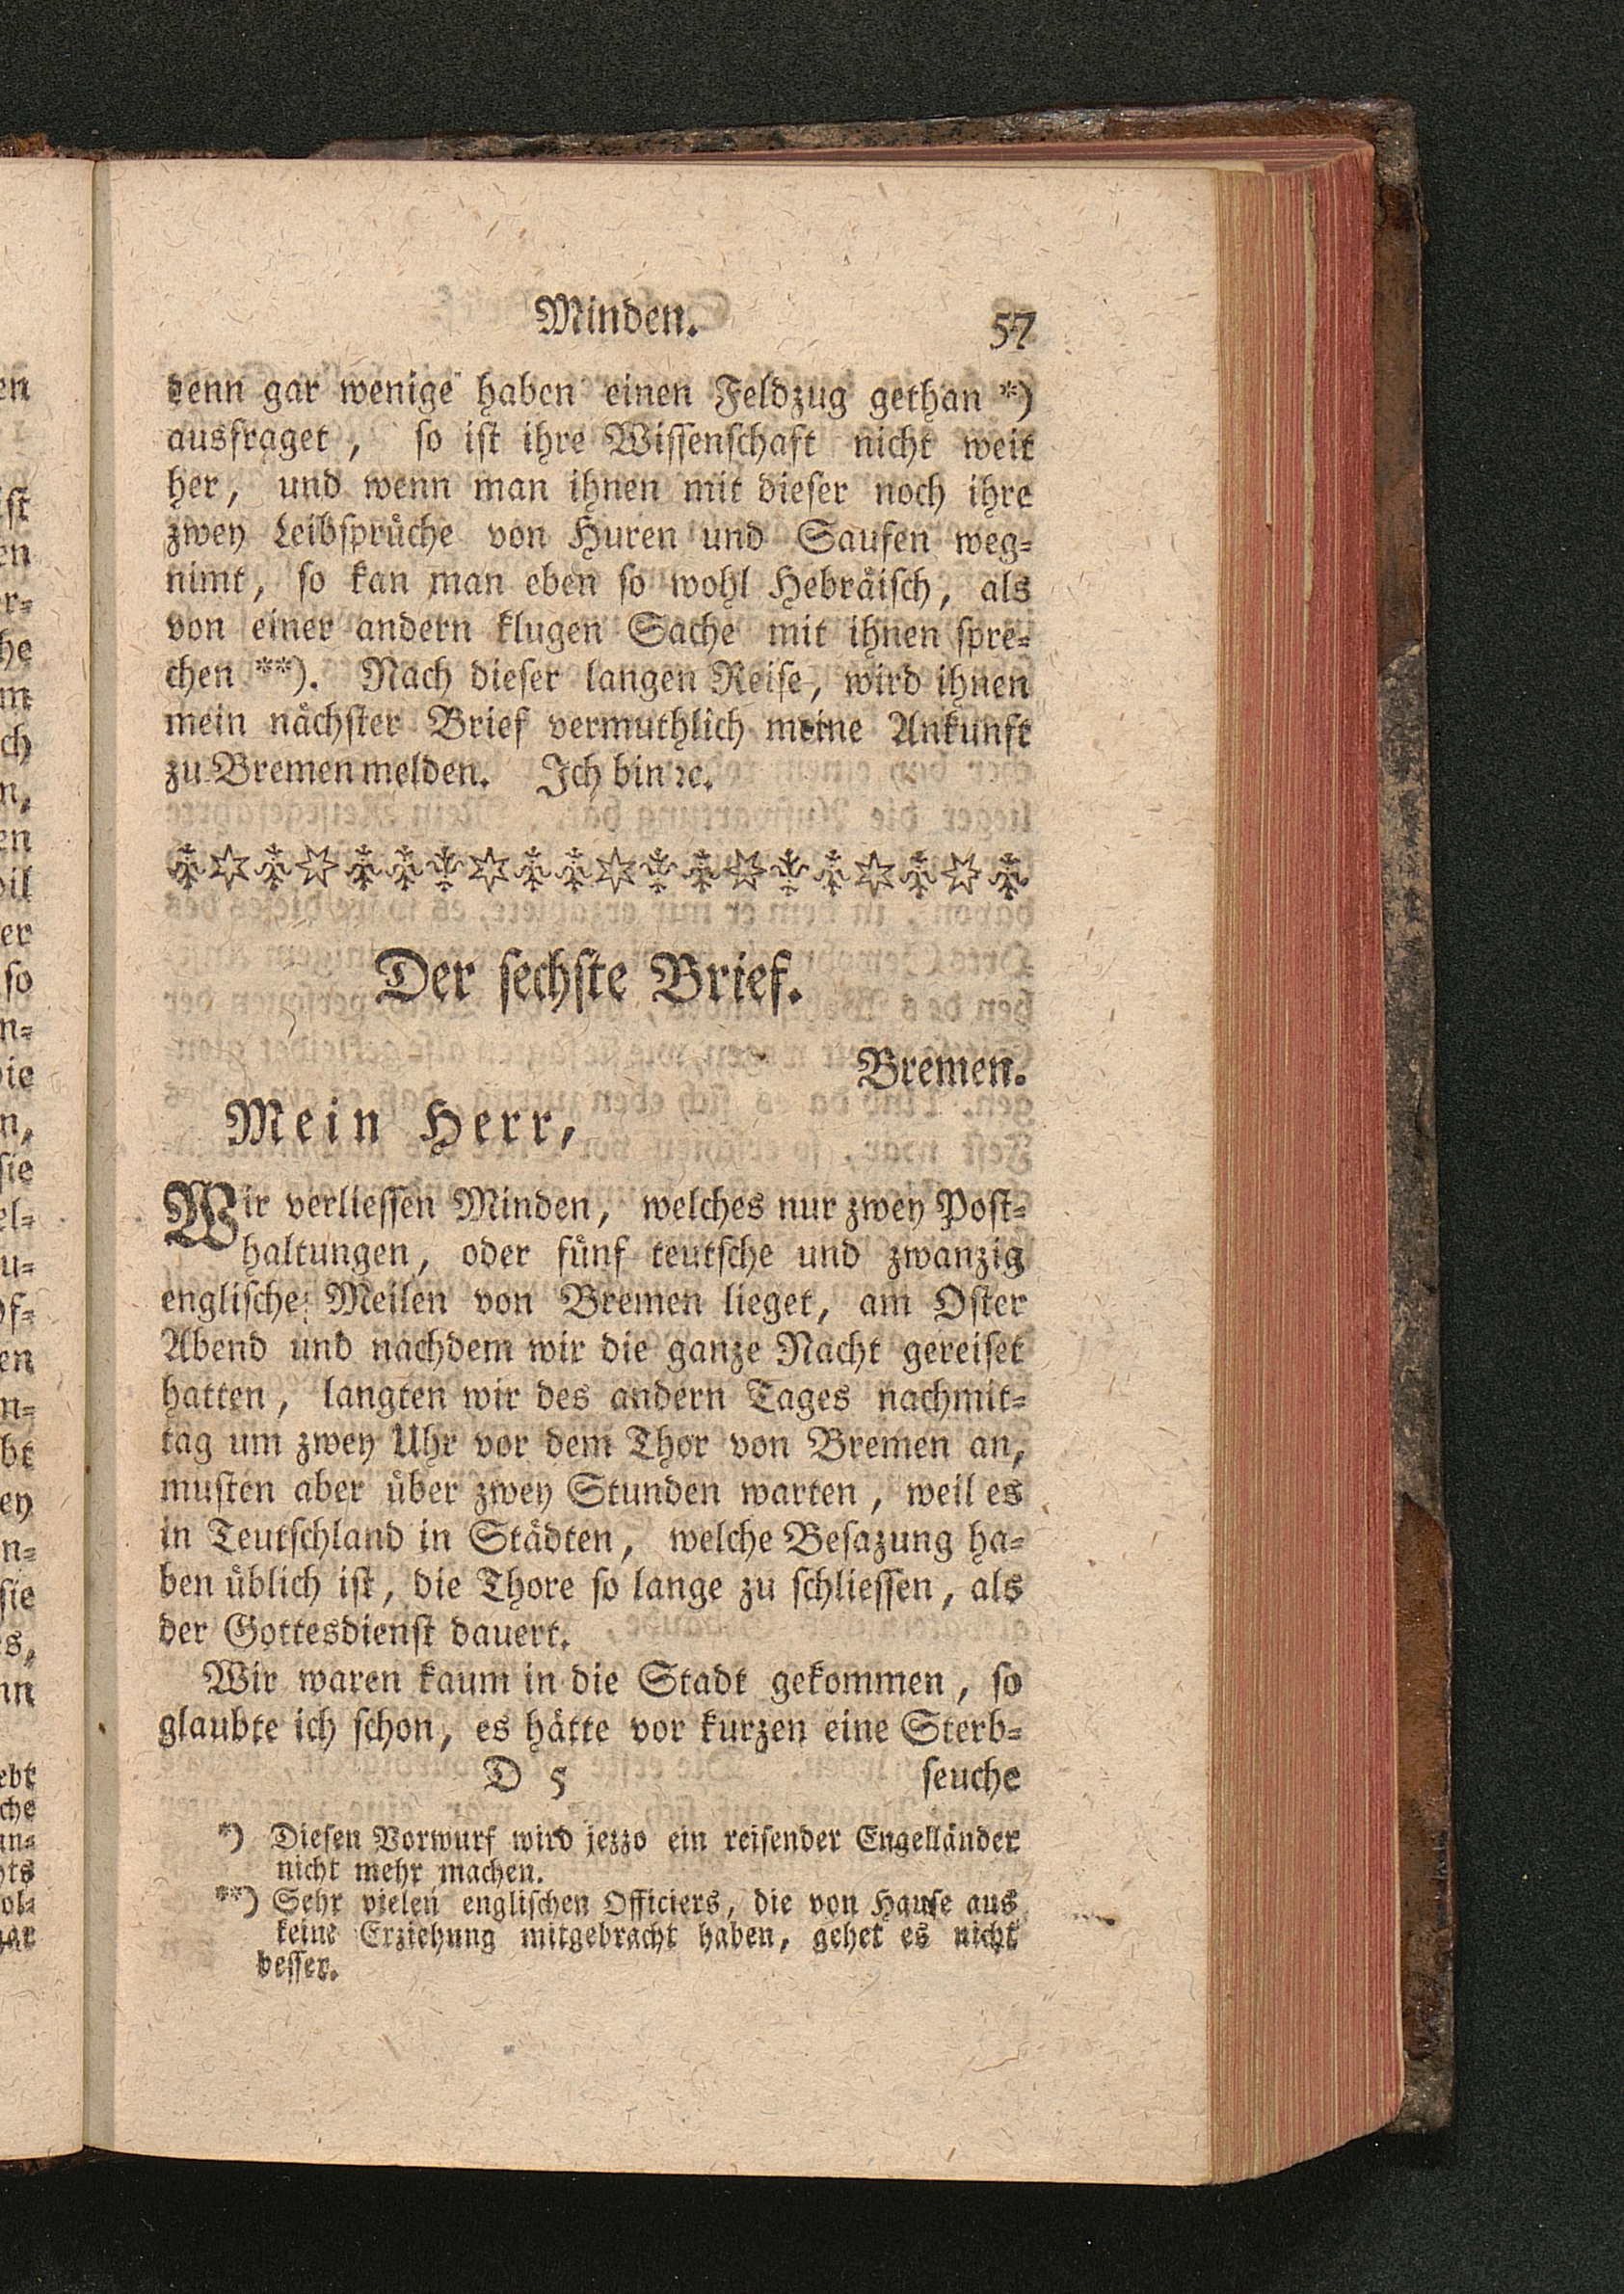 Minden. 57
denn gar wenige haben einen Feldzug gethan *)
ausfraget, so ist ihre Wissenschaft nicht weit
her, und wenn man ihnen mit dieser noch ihre
zwey Leibsprüche von Huren und Saufen weg-
nimt, so kan man eben so wohl Hebräisch, als
von einer andern klugen Sache mit ihnen spre-
chen **). Nach dieser langen Reise, wird ihnen
mein nächster Brief vermuthlich meine Ankunft
zu Bremen melden. Ich bin ꝛc.
Der sechste Brief.
Bremen.
Mein Herr,
Wir verliessen Minden, welches nur zwey Post-
haltungen, oder fünf teutsche und zwanzig
englische Meilen von Bremen lieget, am Oster
Abend und nachdem wir die ganze Nacht gereiset
hatten, langten wir des andern Tages nachmit-
tag um zwey Uhr vor dem Thor von Bremen an,
musten aber über zwey Stunden warten, weil es
in Teutschland in Städten, welche Besazung ha-
ben üblich ist, die Thore so lange zu schliessen, als
der Gottesdienst dauert.
Wir waren kaum in die Stadt gekommen, so
glaubte ich schon, es hätte vor kurzen eine Sterb-
D 5 seuche
*) Diesen Vorwurf wird jezzo ein reisender Engelländer
nicht mehr machen.
**) Sehr vielen englischen Officiers, die von Hause aus
keine Erziehung mitgebracht haben, gehet es nicht
besser.